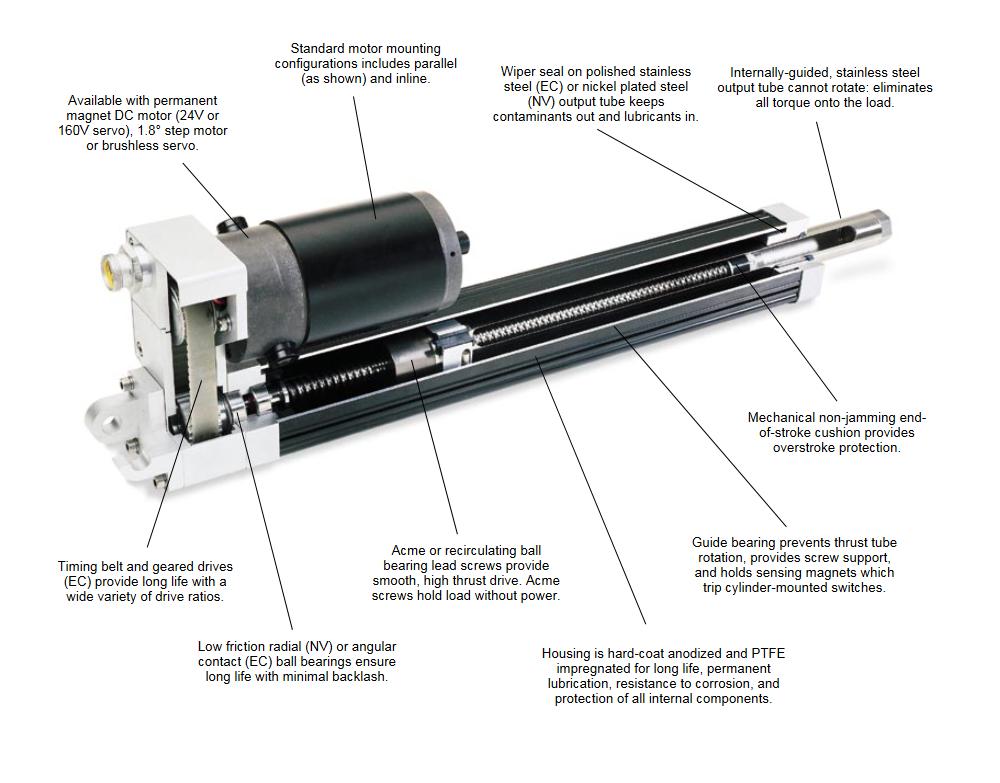 Standard motor mounting
configurations includes parallel
(as shown) and inline.
Wiper seal on polished stainless
steel (EC) or nickel plated steel
(NV) output tube keeps
contaminants out and lubricants in.
Internally-guided, stainless steel
output tube cannot rotate: eliminates
all torque onto the load.
Available with permanent
magnet DC motor (24V or
160V servo), 1.8° step motor
or brushless servo.
Mechanical non-jamming end-
of-stroke cushion provides
overstroke protection.
Guide bearing prevents thrust tube
rotation, provides screw support,
and holds sensing magnets which
trip cylinder-mounted switches.
Acme or recirculating ball
bearing lead screws provide
smooth, high thrust drive. Acme
screws hold load without power.
Timing belt and geared drives
(EC) provide long life with a
wide variety of drive ratios.
Low friction radial (NV) or angular
contact (EC) ball bearings ensure
long life with minimal backlash.
Housing is hard-coat anodized and PTFE
impregnated for long life, permanent
lubrication, resistance to corrosion, and
protection of all internal components.